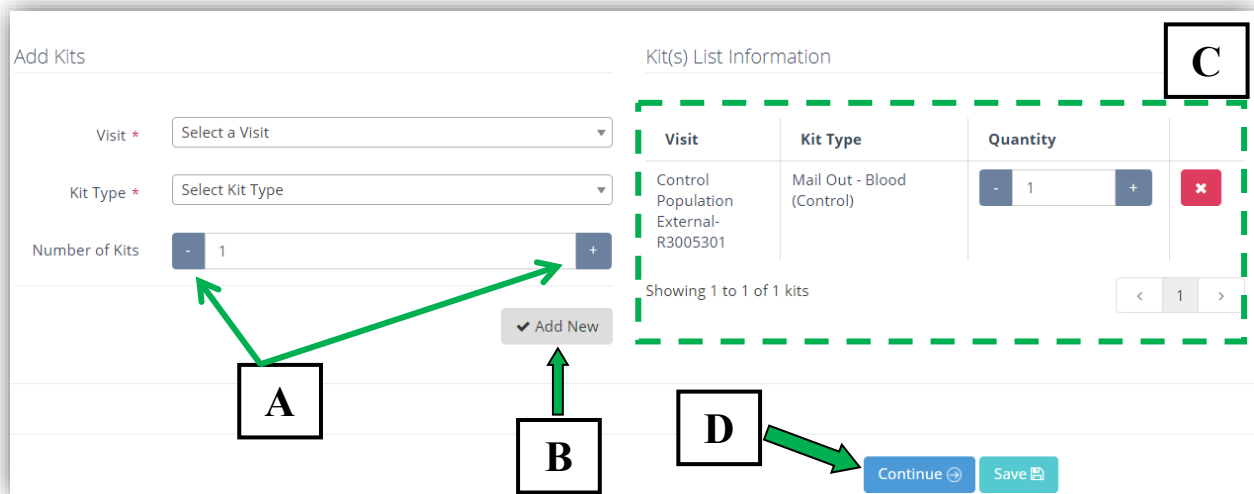 Add Kits
Visit *
Select a Visit
Kit Type *
Select Kit Type
Number of Kits
- 1 +
✔ Add New
A
B
Kit(s) List Information
C
Visit Kit Type Quantity
Control
Population
External-
R3005301
Mail Out - Blood
(Control)
- 1 +
Showing 1 to 1 of 1 kits
< 1 >
D
Continue
Save